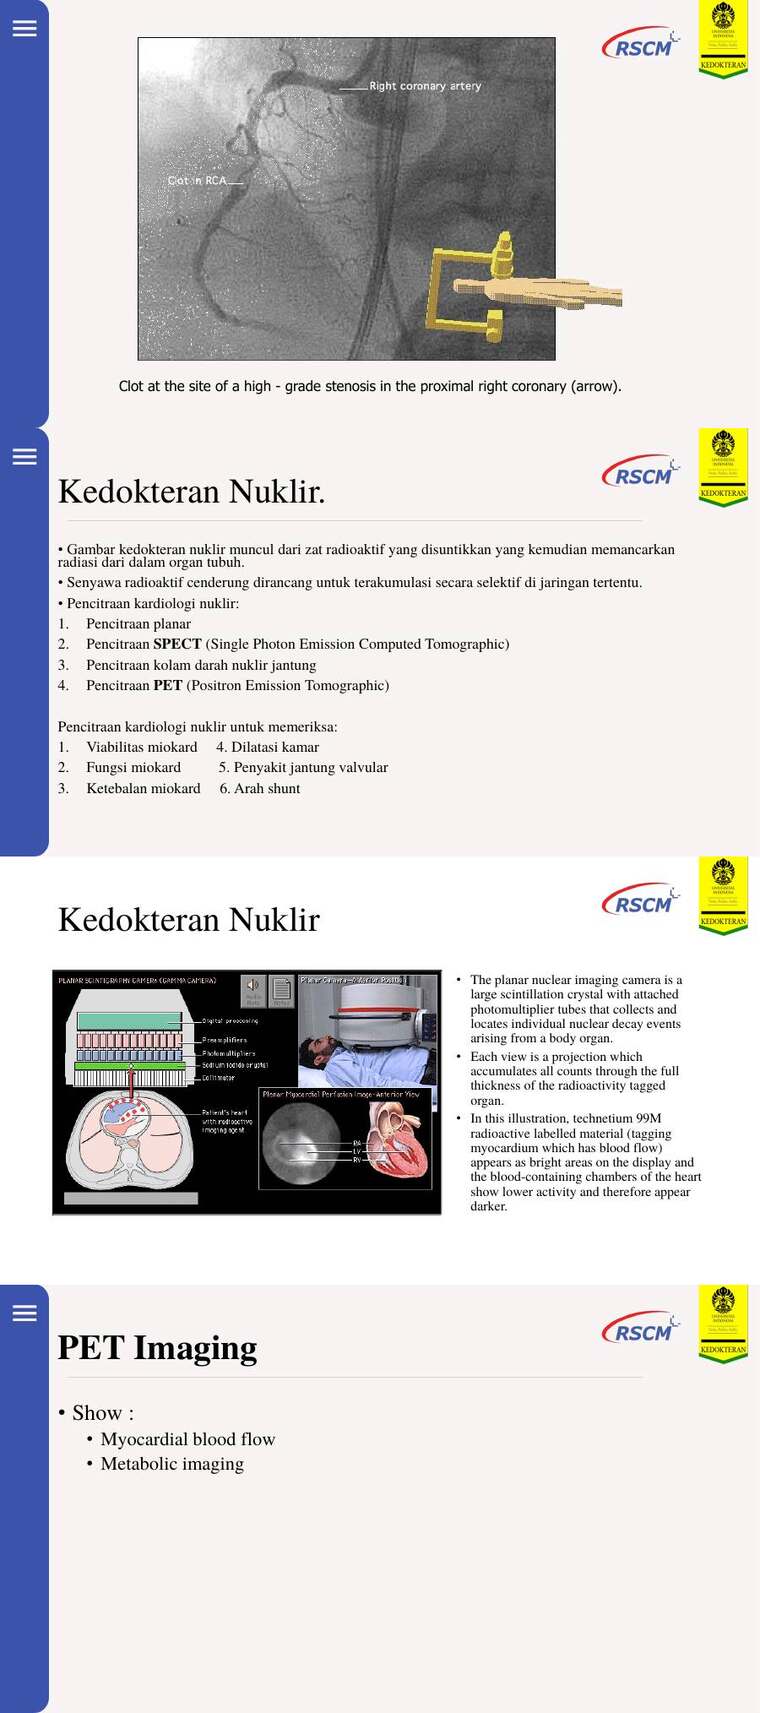 RSCM
UNIVERSITAS
INDONESIA
KEDOKTERAN
Right coronary artery
Clot in RCA
Clot at the site of a high - grade stenosis in the proximal right coronary (arrow).
RSCM
KEDOKTERAN
Kedokteran Nuklir.
• Gambar kedokteran nuklir muncul dari zat radioaktif yang disuntikkan yang kemudian memancarkan
radiasi dari dalam organ tubuh.
• Senyawa radioaktif cenderung dirancang untuk terakumulasi secara selektif di jaringan tertentu.
• Pencitraan kardiologi nuklir:
1. Pencitraan planar
2. Pencitraan SPECT (Single Photon Emission Computed Tomographic)
3. Pencitraan kolam darah nuklir jantung
4. Pencitraan PET (Positron Emission Tomographic)
Pencitraan kardiologi nuklir untuk memeriksa:
1. Viabilitas miokard 4. Dilatasi kamar
2. Fungsi miokard 5. Penyakit jantung valvular
3. Ketebalan miokard 6. Arah shunt
RSCM
KEDOKTERAN
Kedokteran Nuklir
PLANAR SCINTIGRAPHY CAMERA (GAMMA CAMERA)
Audio
Notes
Planar Camera-Anterior Position
Digital processing
Preamplifiers
Photomultipliers
Sodium iodide crystal
Collimator
Patient's heart
with radioactive
imaging agent
Planar Myocardial Perfusion Image-Anterior View
RA
LV
RV
• The planar nuclear imaging camera is a
large scintillation crystal with attached
photomultiplier tubes that collects and
locates individual nuclear decay events
arising from a body organ.
• Each view is a projection which
accumulates all counts through the full
thickness of the radioactivity tagged
organ.
• In this illustration, technetium 99M
radioactive labelled material (tagging
myocardium which has blood flow)
appears as bright areas on the display and
the blood-containing chambers of the heart
show lower activity and therefore appear
darker.
RSCM
KEDOKTERAN
PET Imaging
• Show :
• Myocardial blood flow
• Metabolic imaging